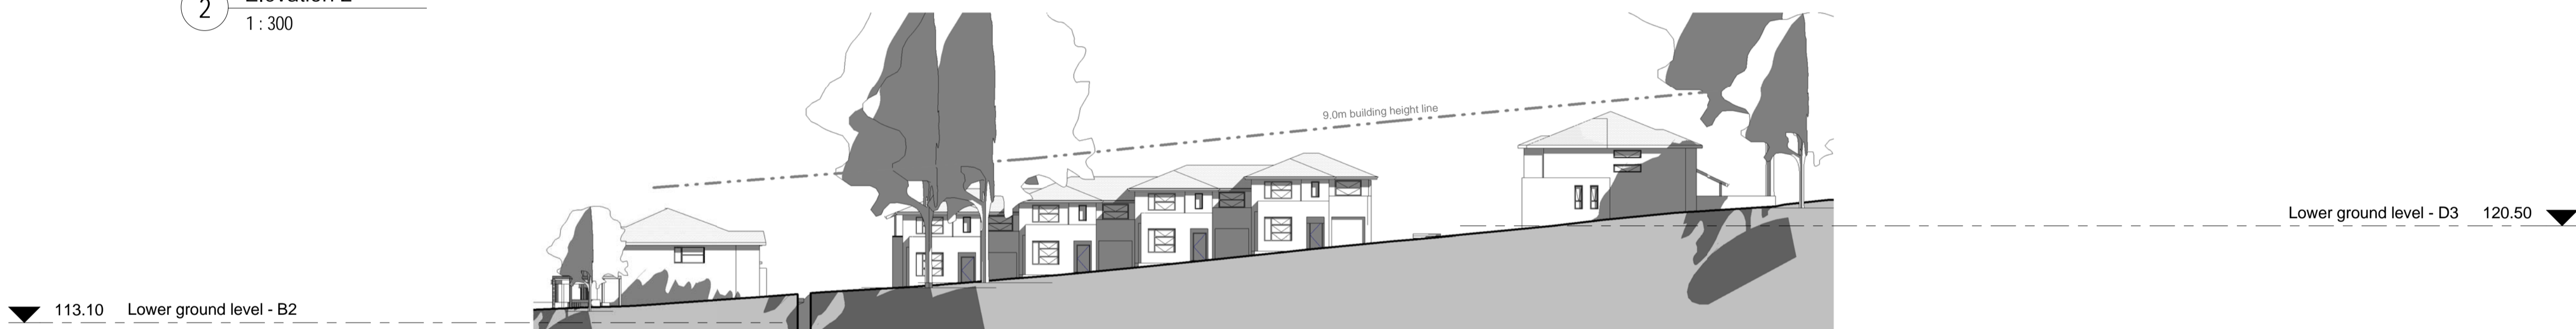 2
1 : 300
9.0m building height line
Lower ground level - D3 120.50
113.10 Lower ground level - B2